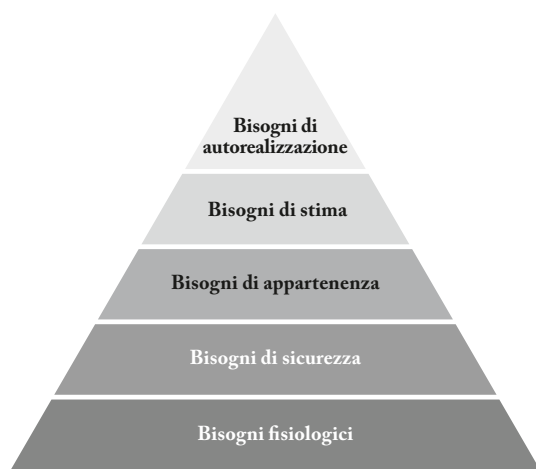 Bisogni di
autorealizzazione
Bisogni di stima
Bisogni di appartenenza
Bisogni di sicurezza
Bisogni fisiologici